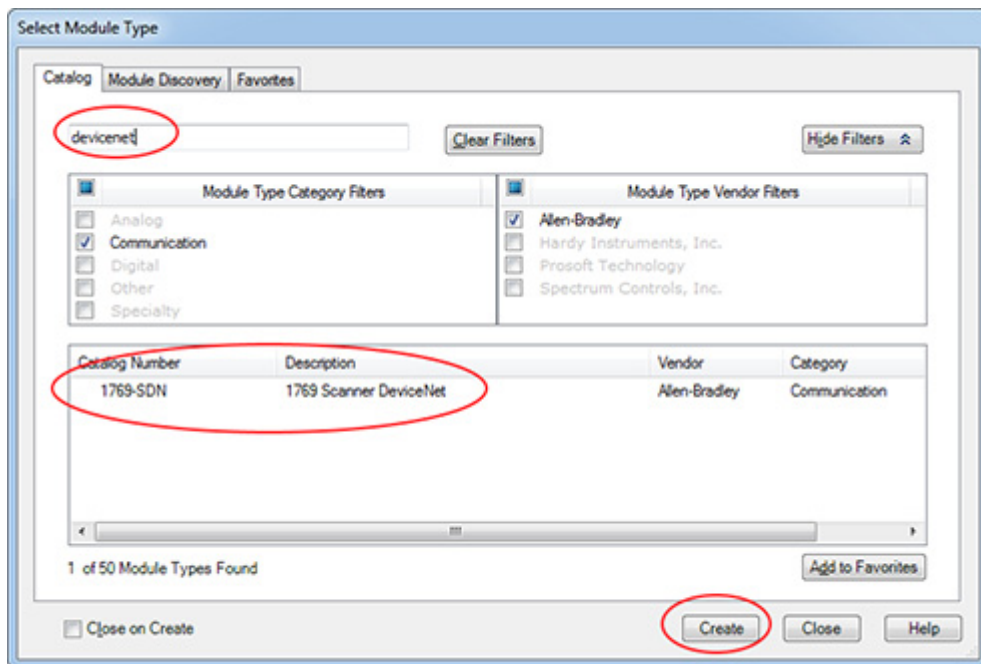 Select Module Type
Catalog Module Discovery Favorites
devicenet Clear Filters Hide Filters
Module Type Category Filters Module Type Vendor Filters
Analog Allen-Bradley
Communication Hardy Instruments, Inc.
Digital Prosoft Technology
Other Spectrum Controls, Inc.
Specialty
Catalog Number Description Vendor Category
1769-SDN 1769 Scanner DeviceNet Allen-Bradley Communication
1 of 50 Module Types Found Add to Favorites
Close on Create Create Close Help